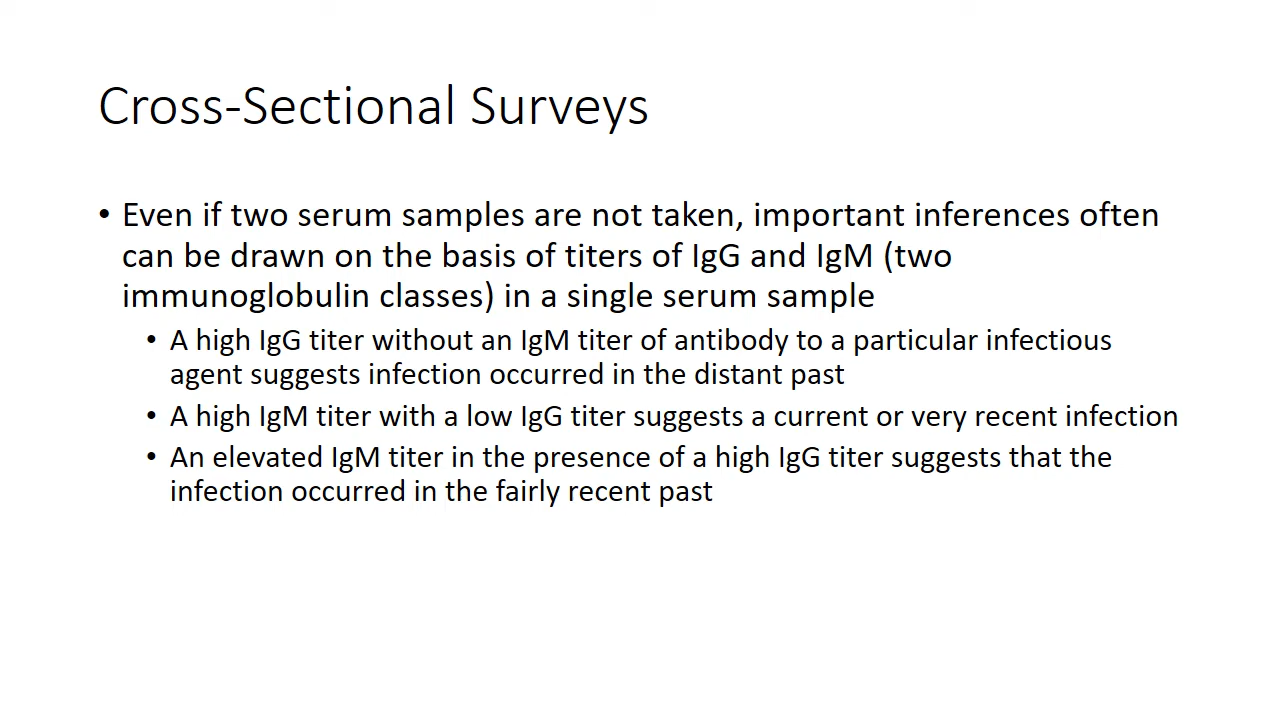 Cross-Sectional Surveys
• Even if two serum samples are not taken, important inferences often
can be drawn on the basis of titers of IgG and IgM (two
immunoglobulin classes) in a single serum sample
• A high IgG titer without an IgM titer of antibody to a particular infectious
agent suggests infection occurred in the distant past
• A high IgM titer with a low IgG titer suggests a current or very recent infection
• An elevated IgM titer in the presence of a high IgG titer suggests that the
infection occurred in the fairly recent past